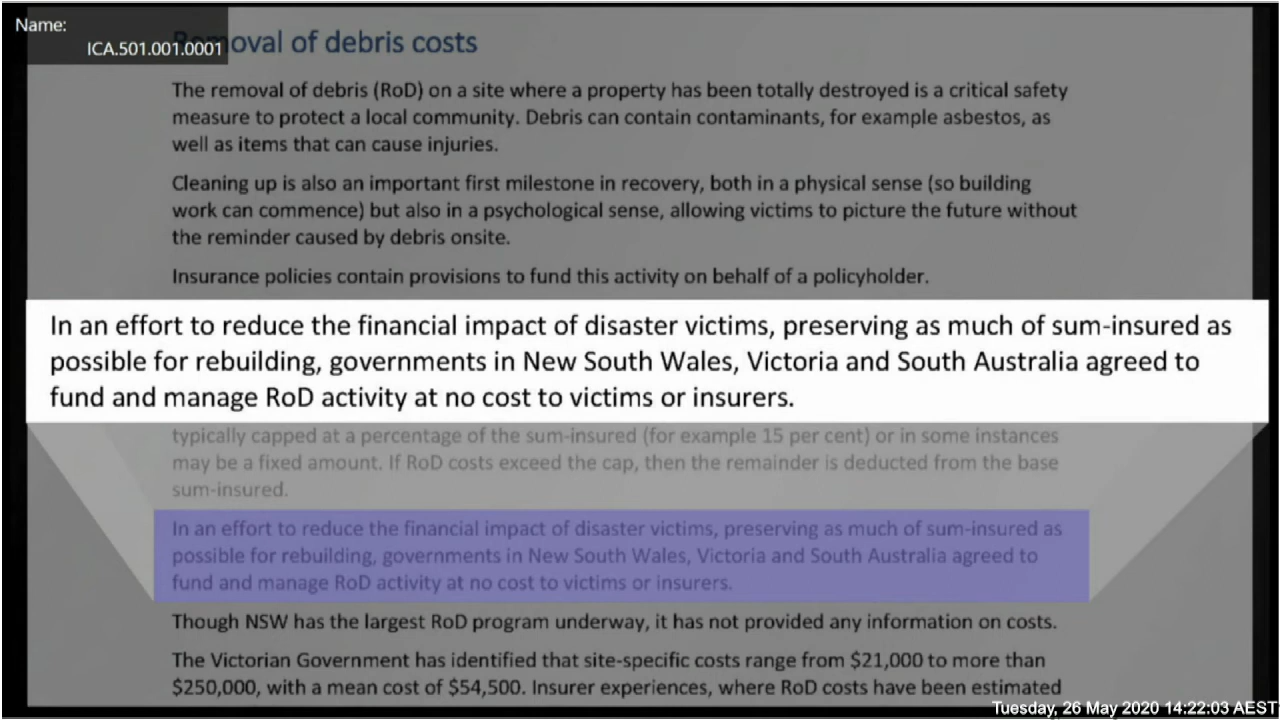 Name:
ICA.501.001.0001
oval of debris costs
The removal of debris (RoD) on a site where a property has been totally destroyed is a critical safety
measure to protect a local community. Debris can contain contaminants, for example asbestos, as
well as items that can cause injuries.
Cleaning up is also an important first milestone in recovery, both in a physical sense (so building
work can commence) but also in a psychological sense, allowing victims to picture the future without
the reminder caused by debris onsite.
Insurance policies contain provisions to fund this activity on behalf of a policyholder.
In an effort to reduce the financial impact of disaster victims, preserving as much of sum-insured as
possible for rebuilding, governments in New South Wales, Victoria and South Australia agreed to
fund and manage RoD activity at no cost to victims or insurers.
typically capped at a percentage of the sum-insured (for example 15 per cent) or in some instances
may be a fixed amount. If RoD costs exceed the cap, then the remainder is deducted from the base
sum-insured.
In an effort to reduce the financial impact of disaster victims, preserving as much of sum-insured as
possible for rebuilding, governments in New South Wales, Victoria and South Australia agreed to
fund and manage RoD activity at no cost to victims or insurers.
Though NSW has the largest RoD program underway, it has not provided any information on costs.
The Victorian Government has identified that site-specific costs range from $21,000 to more than
$250,000, with a mean cost of $54,500. Insurer experiences, where RoD costs have been estimated
Tuesday, 26 May 2020 14:22:03 AEST